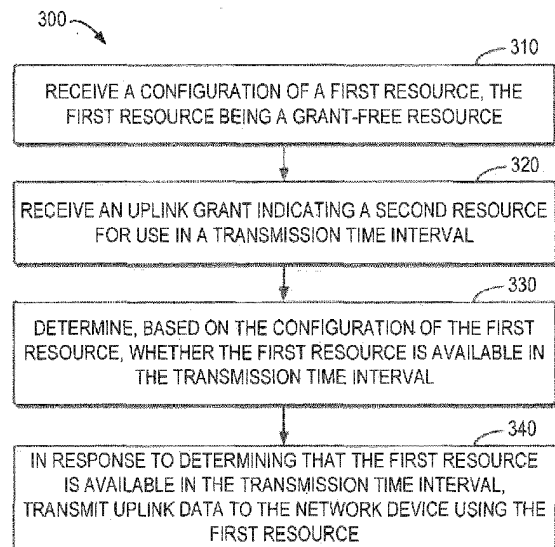 300
310
RECEIVE A CONFIGURATION OF A FIRST RESOURCE, THE
FIRST RESOURCE BEING A GRANT-FREE RESOURCE
320
RECEIVE AN UPLINK GRANT INDICATING A SECOND RESOURCE
FOR USE IN A TRANSMISSION TIME INTERVAL
330
DETERMINE, BASED ON THE CONFIGURATION OF THE FIRST
RESOURCE, WHETHER THE FIRST RESOURCE IS AVAILABLE IN
THE TRANSMISSION TIME INTERVAL
340
IN RESPONSE TO DETERMINING THAT THE FIRST RESOURCE
IS AVAILABLE IN THE TRANSMISSION TIME INTERVAL,
TRANSMIT UPLINK DATA TO THE NETWORK DEVICE USING THE
FIRST RESOURCE